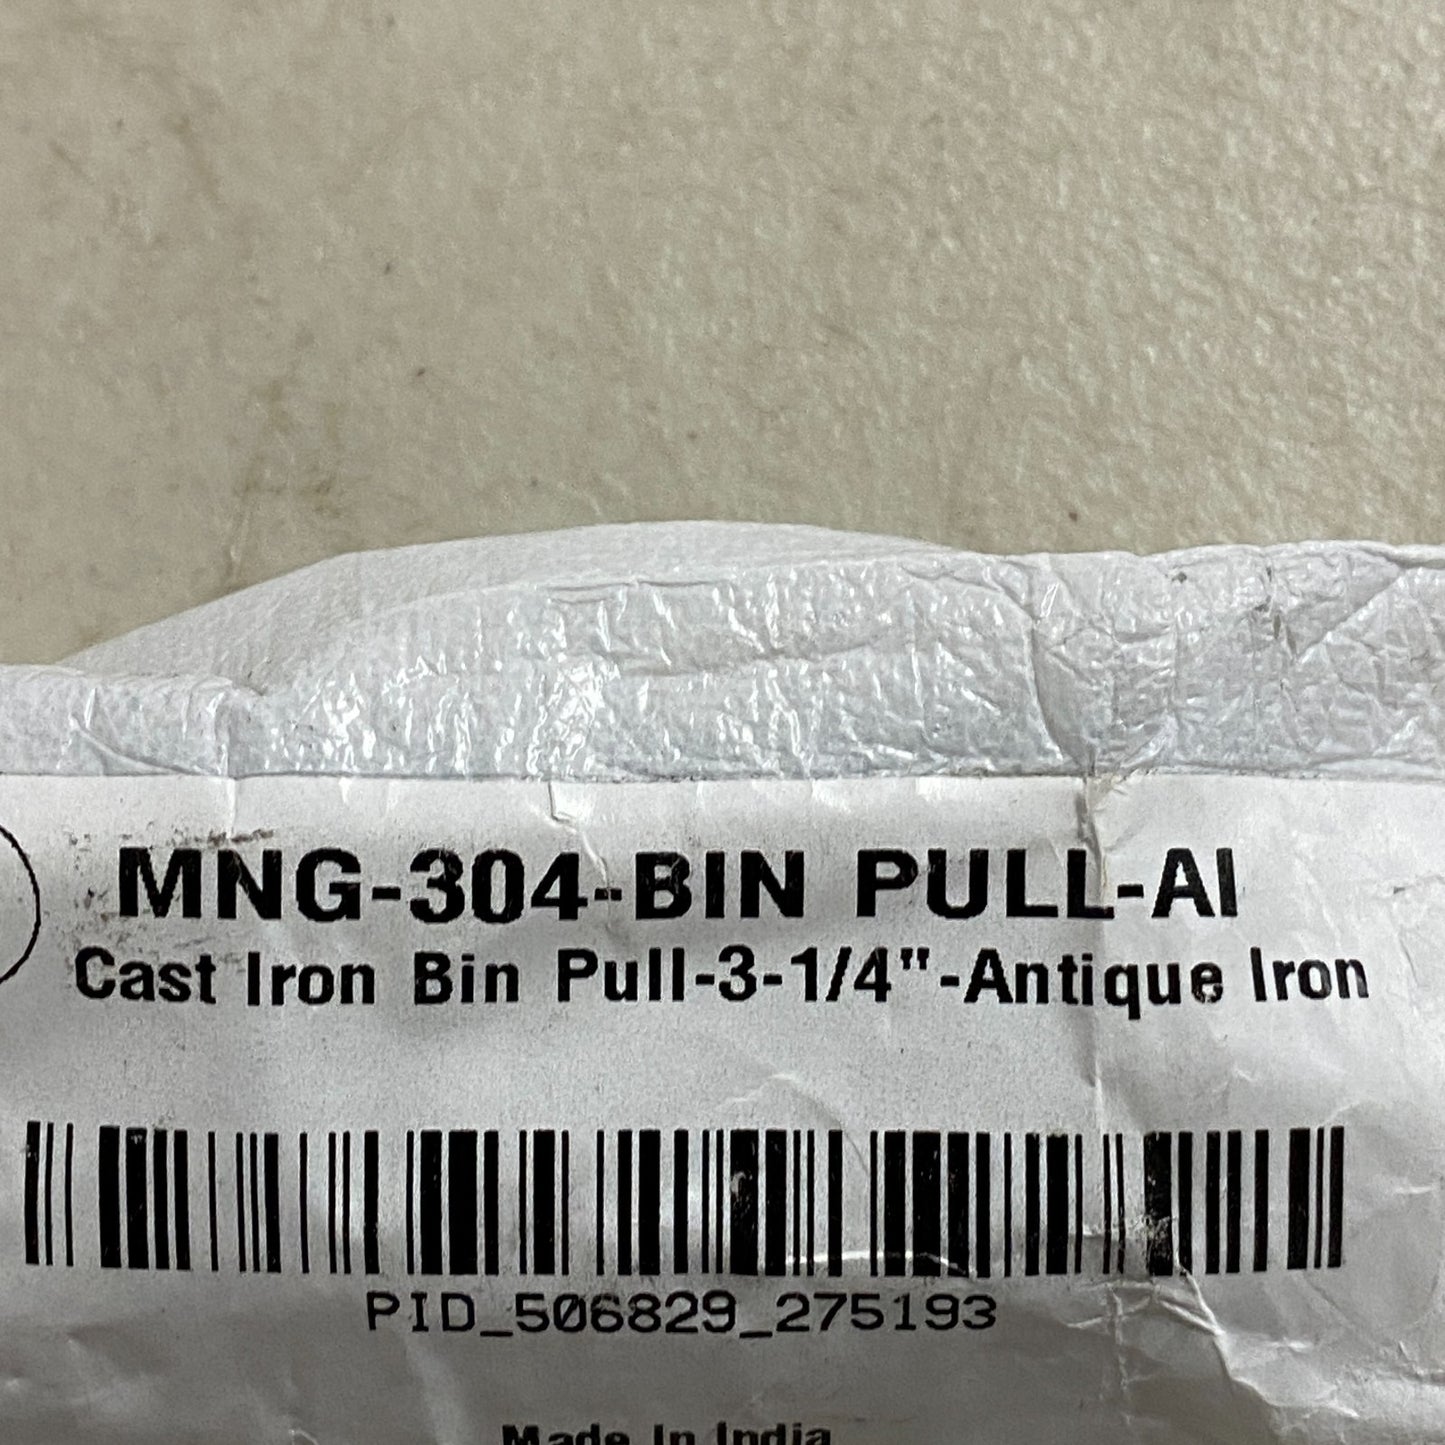 MNG-304-BIN PULL-AI
Cast Iron Bin Pull-3-1/4"-Antique Iron
PID_506829_275193
Made In India